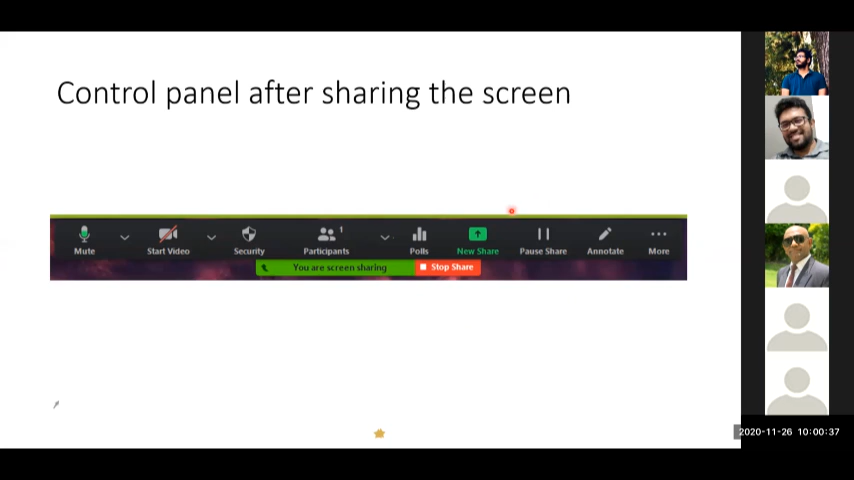 Control panel after sharing the screen
1
Mute Start Video Security Participants Polls New Share Pause Share Annotate More
You are screen sharing Stop Share
2020-11-26 10:00:37